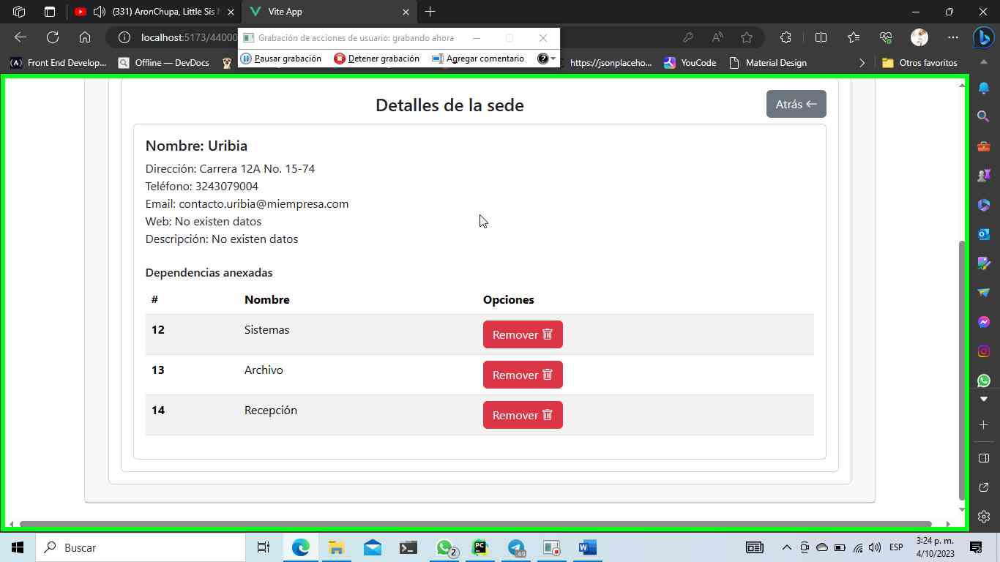 (331) AronChupa, Little Sis
Vite App
localhost:5173/44000
Grabación de acciones de usuario: grabando ahora
Pausar grabación
Detener grabación
Agregar comentario
Front End Develop...
Offline — DevDocs
https://jsonplaceho...
YouCode
Material Design
Otros favoritos
Detalles de la sede
Atrás
Nombre: Uribia
Dirección: Carrera 12A No. 15-74
Teléfono: 3243079004
Email: contacto.uribia@miempresa.com
Web: No existen datos
Descripción: No existen datos
Dependencias anexadas
# Nombre Opciones
12 Sistemas Remover
13 Archivo Remover
14 Recepción Remover
Buscar
2
ESP
3:24 p. m.
4/10/2023